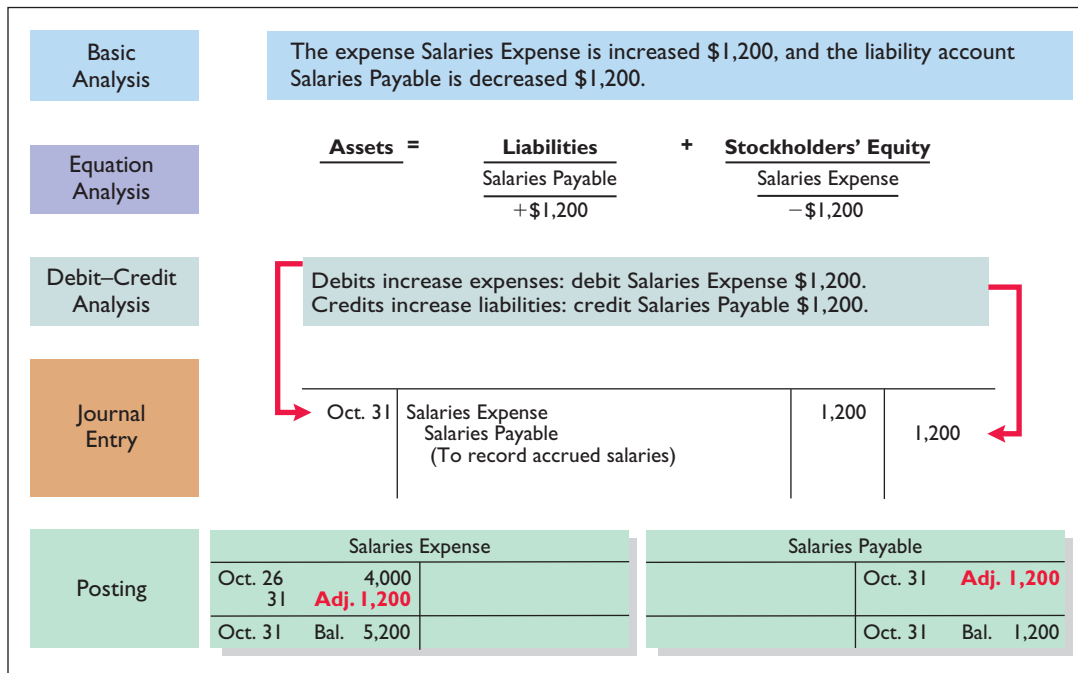 Basic
Analysis
The expense Salaries Expense is increased $1,200, and the liability account
Salaries Payable is decreased $1,200.
Equation
Analysis
Assets = Liabilities + Stockholders' Equity
Salaries Payable Salaries Expense
+$1,200 −$1,200
Debit–Credit
Analysis
Debits increase expenses: debit Salaries Expense $1,200.
Credits increase liabilities: credit Salaries Payable $1,200.
Journal
Entry
Oct. 31 Salaries Expense 1,200
Salaries Payable 1,200
(To record accrued salaries)
Posting
Salaries Expense
Oct. 26 4,000
31 Adj. 1,200
Oct. 31 Bal. 5,200
Salaries Payable
Oct. 31 Adj. 1,200
Oct. 31 Bal. 1,200